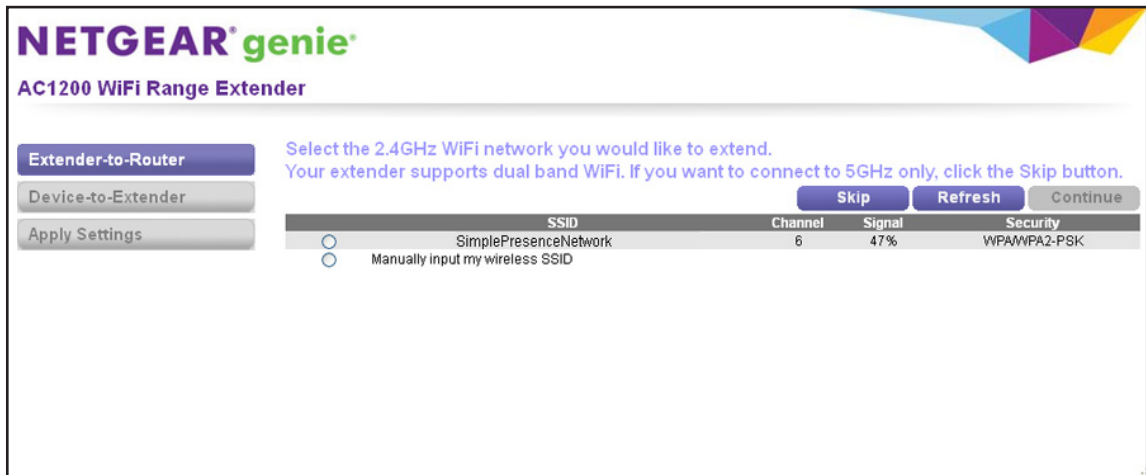 NETGEAR® genie®
AC1200 WiFi Range Extender
Extender-to-Router
Device-to-Extender
Apply Settings
Select the 2.4GHz WiFi network you would like to extend.
Your extender supports dual band WiFi. If you want to connect to 5GHz only, click the Skip button.
Skip Refresh Continue
SSID Channel Signal Security
SimplePresenceNetwork 6 47% WPA/WPA2-PSK
Manually input my wireless SSID